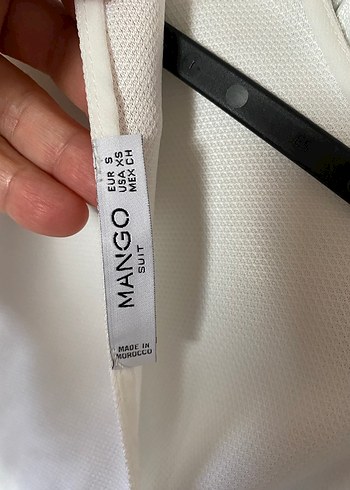 EUR S
USA XS
MEX CH
MANGO
SUIT
MADE IN
MOROCCO